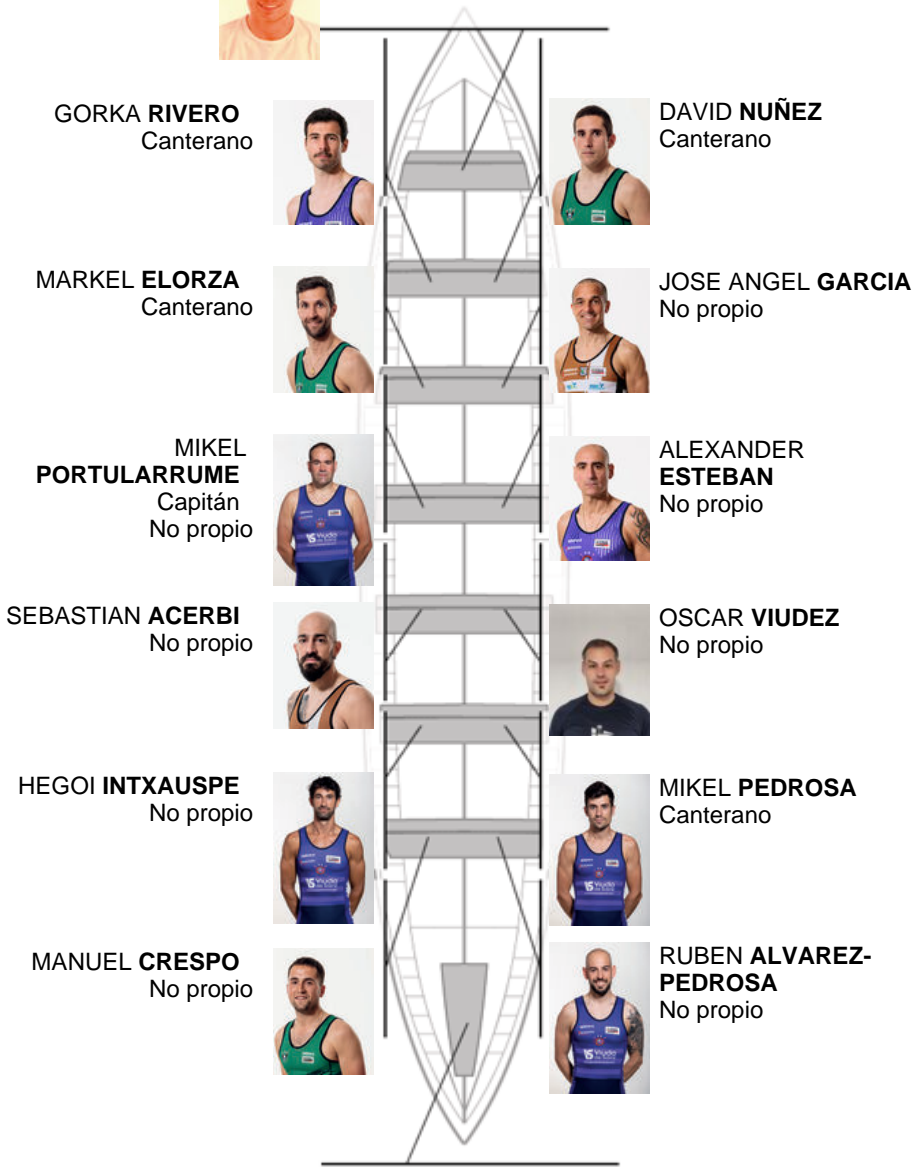 GORKA RIVERO
Canterano
DAVID NUÑEZ
Canterano
MARKEL ELORZA
Canterano
JOSE ANGEL GARCIA
No propio
MIKEL
PORTULARRUME
Capitán
No propio
ALEXANDER
ESTEBAN
No propio
SEBASTIAN ACERBI
No propio
OSCAR VIUDEZ
No propio
HEGOI INTXAUSPE
No propio
MIKEL PEDROSA
Canterano
MANUEL CRESPO
No propio
RUBEN ALVAREZ-
PEDROSA
No propio